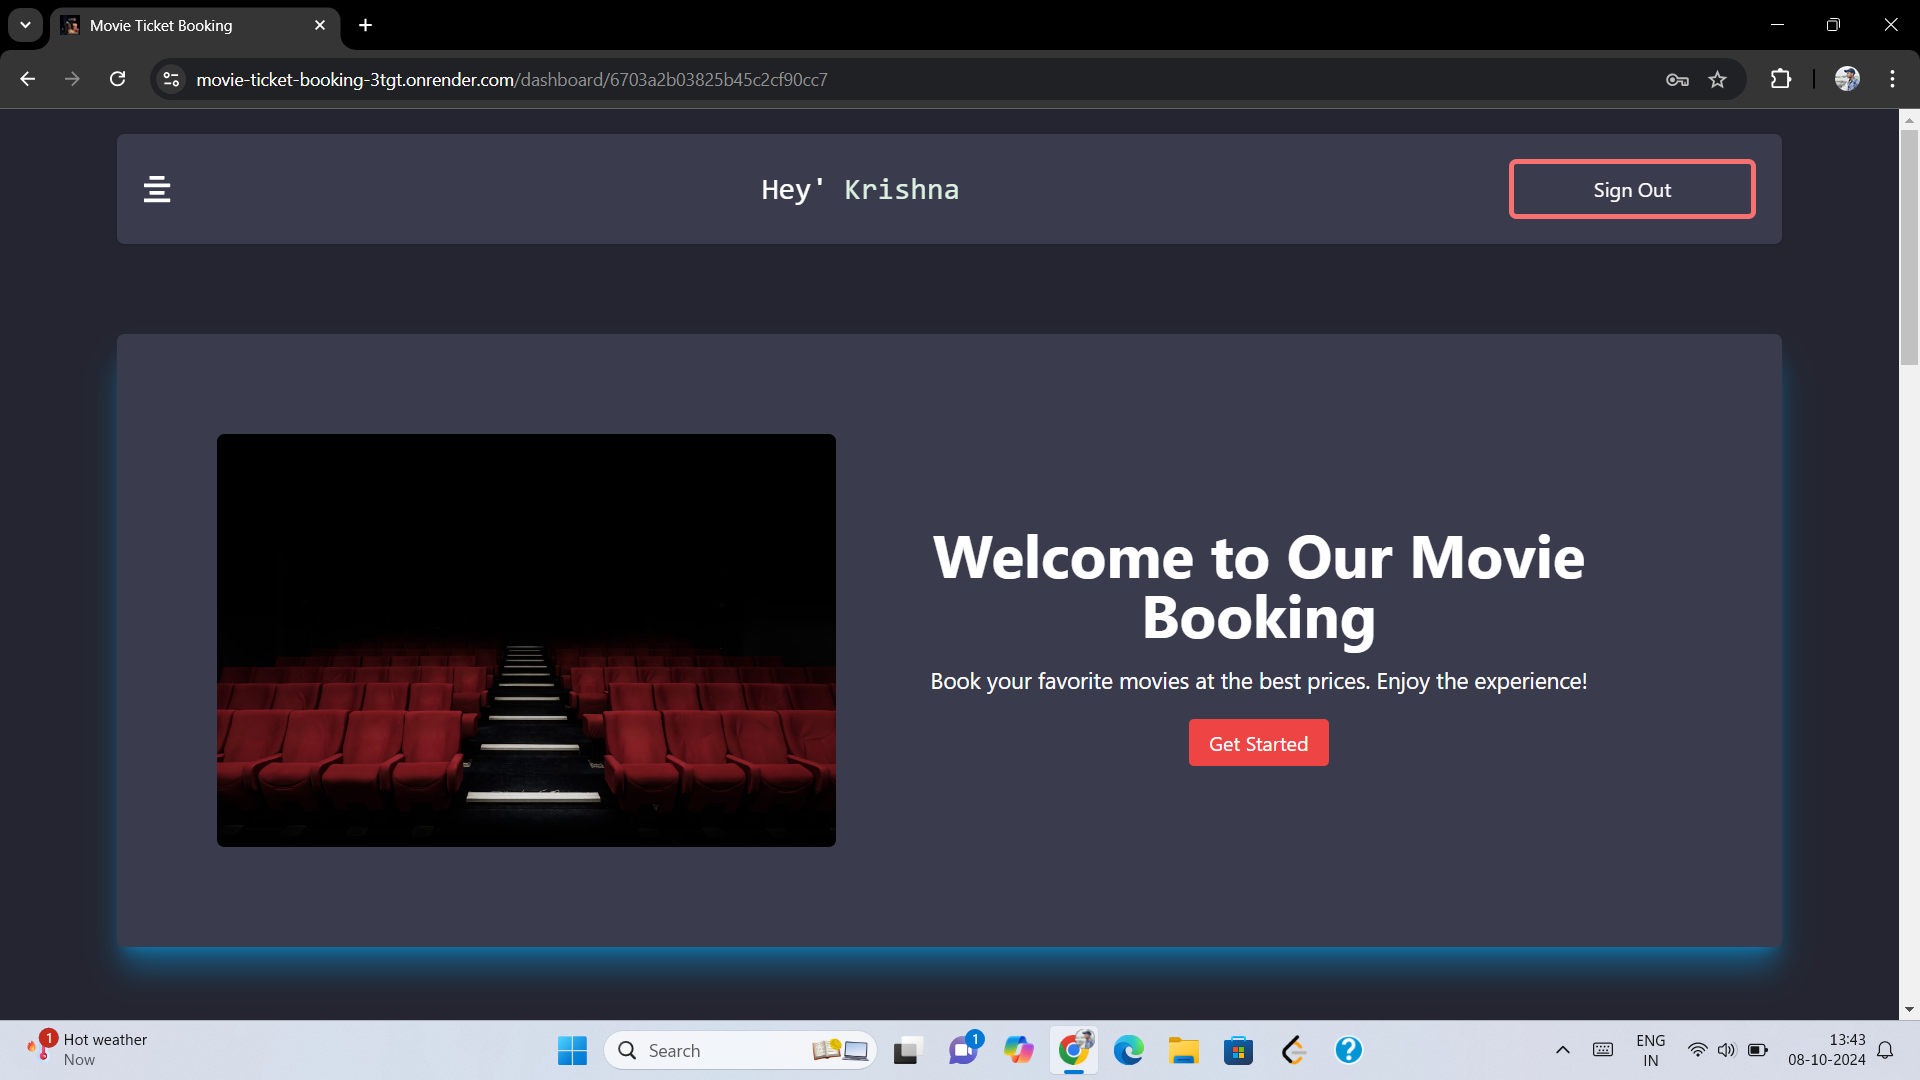 Movie Ticket Booking
movie-ticket-booking-3tgt.onrender.com/dashboard/6703a2b03825b45c2cf90cc7
Hey' Krishna
Sign Out
Welcome to Our Movie
Booking
Book your favorite movies at the best prices. Enjoy the experience!
Get Started
1
Hot weather
Now
Search
1
ENG
IN
13:43
08-10-2024